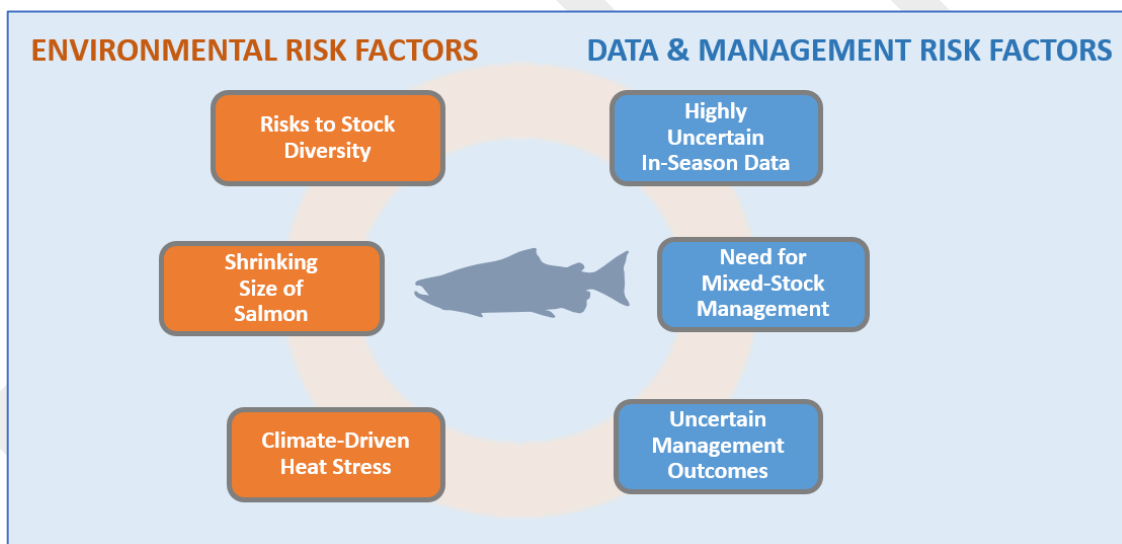 ENVIRONMENTAL RISK FACTORS
Risks to Stock
Diversity
Shrinking
Size of
Salmon
Climate-Driven
Heat Stress
DATA & MANAGEMENT RISK FACTORS
Highly
Uncertain
In-Season Data
Need for
Mixed-Stock
Management
Uncertain
Management
Outcomes